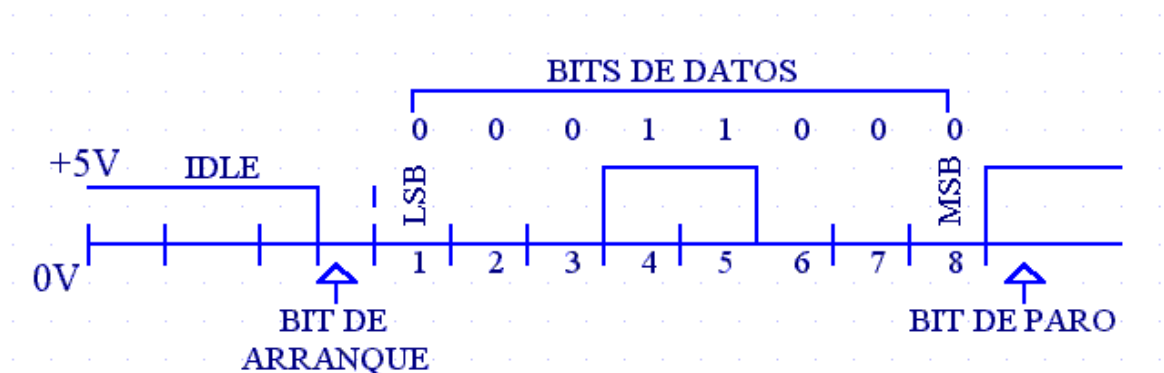 BITS DE DATOS
0 0 0 1 1 0 0 0
+5V IDLE LSB MSB
0V 1 2 3 4 5 6 7 8
BIT DE
ARRANQUE
BIT DE PARO